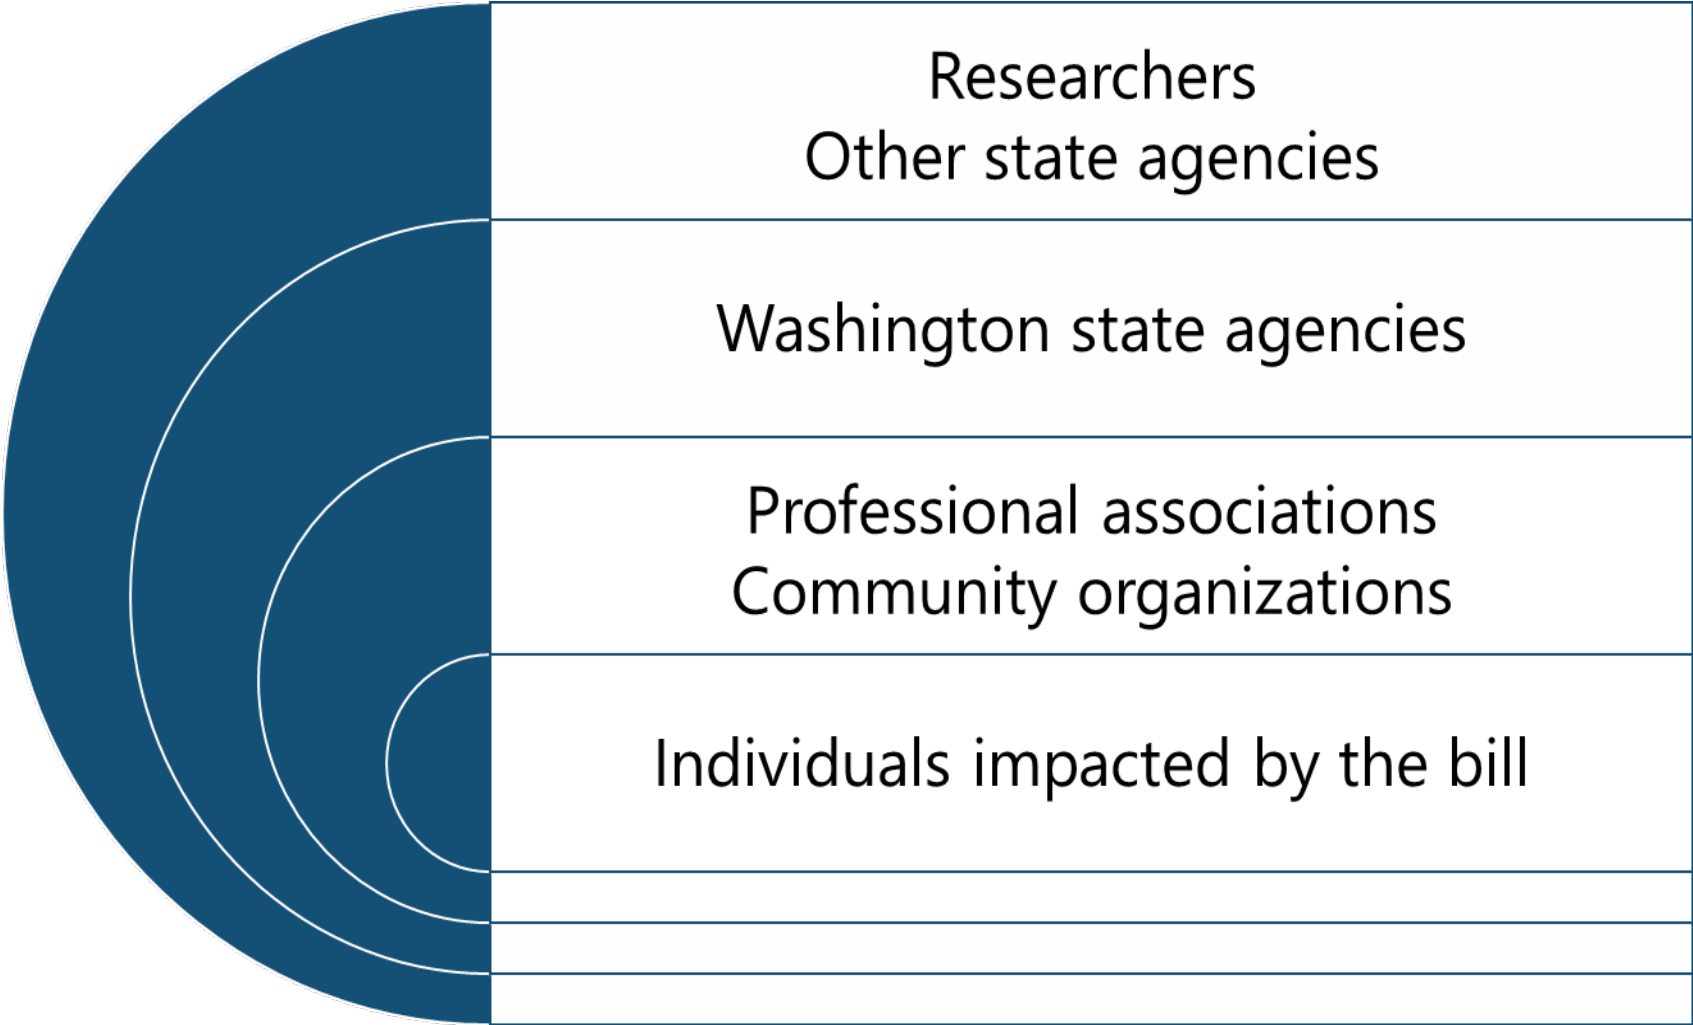 Researchers
Other state agencies
Washington state agencies
Professional associations
Community organizations
Individuals impacted by the bill